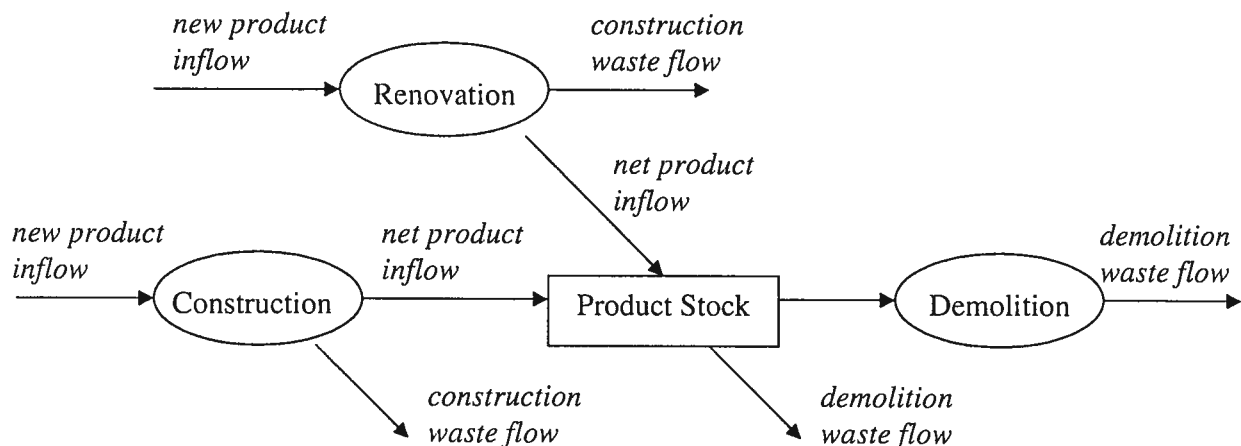 new product
inflow
construction
waste flow
Renovation
net product
inflow
new product
inflow
net product
inflow
demolition
waste flow
Construction
Product Stock
Demolition
construction
waste flow
demolition
waste flow